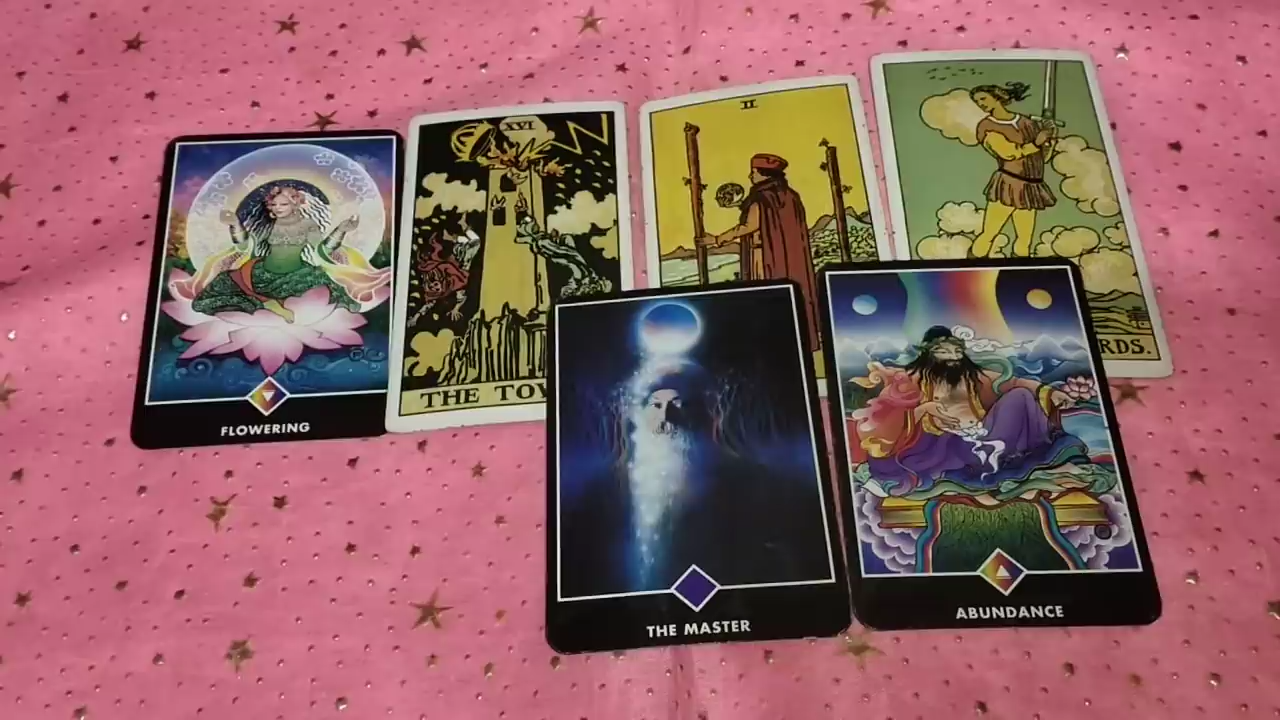 FLOWERING
XVI
THE TOW
II
RDS.
THE MASTER
ABUNDANCE